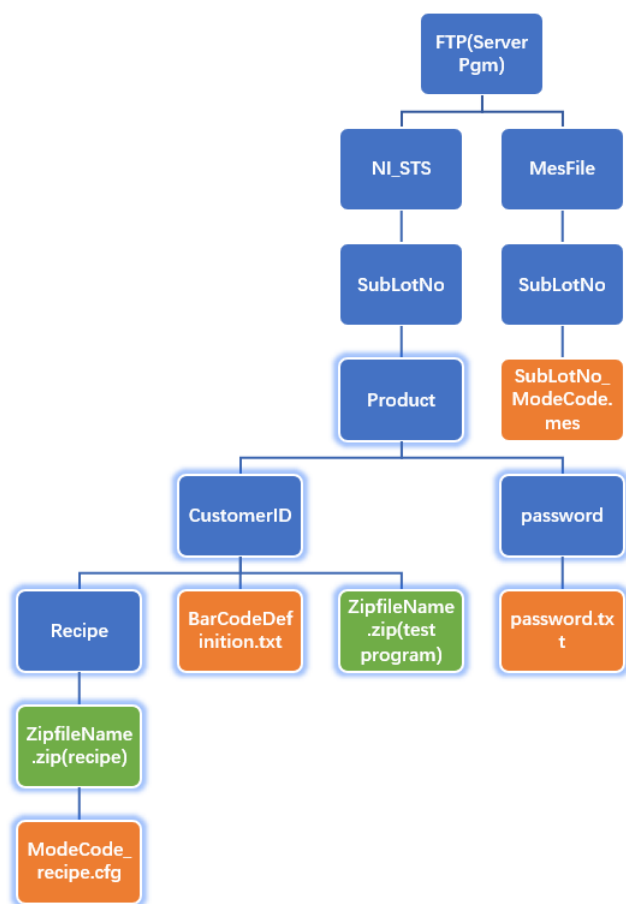 FTP(Server
Pgm)
NI_STS
MesFile
SubLotNo
SubLotNo
Product
SubLotNo_
ModeCode.
mes
CustomerID
password
Recipe
BarCodeDef
inition.txt
ZipfileName
.zip(test
program)
password.tx
t
ZipfileName
.zip(recipe)
ModeCode_
recipe.cfg